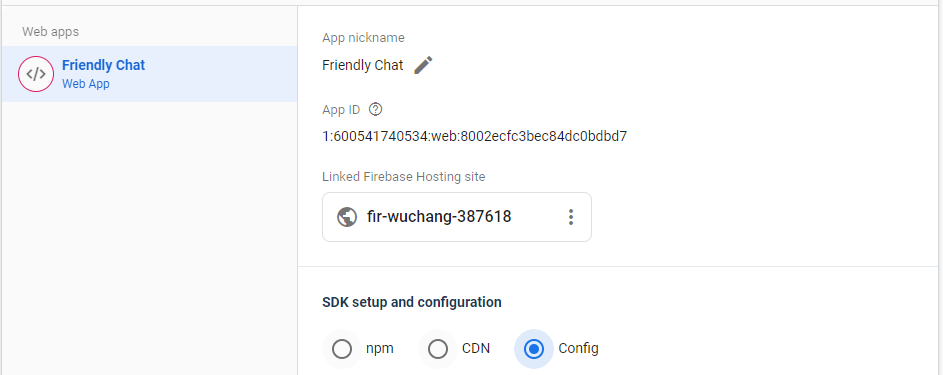 Web apps
</>
Friendly Chat
Web App
App nickname
Friendly Chat
App ID
1:600541740534:web:8002ecfc3bec84dc0bdbd7
Linked Firebase Hosting site
fir-wuchang-387618
SDK setup and configuration
npm
CDN
Config